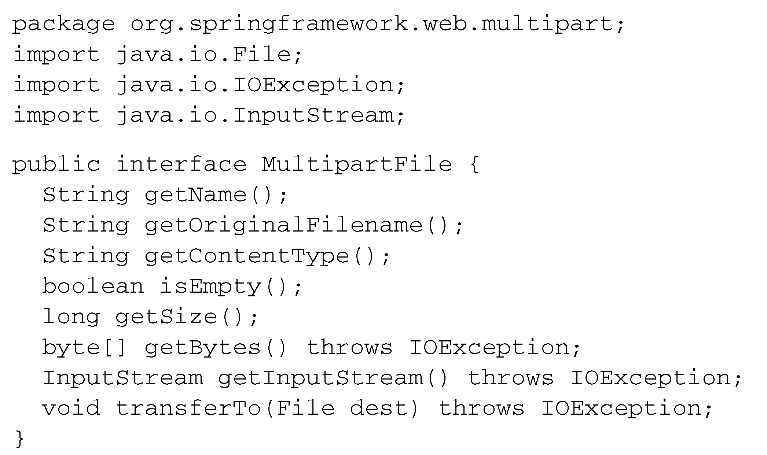 package org.springframework.web.multipart;
import java.io.File;
import java.io.IOException;
import java.io.InputStream;
public interface MultipartFile {
String getName();
String getOriginalFilename();
String getContentType();
boolean isEmpty();
long getSize();
byte[] getBytes() throws IOException;
InputStream getInputStream() throws IOException;
void transferTo(File dest) throws IOException;
}